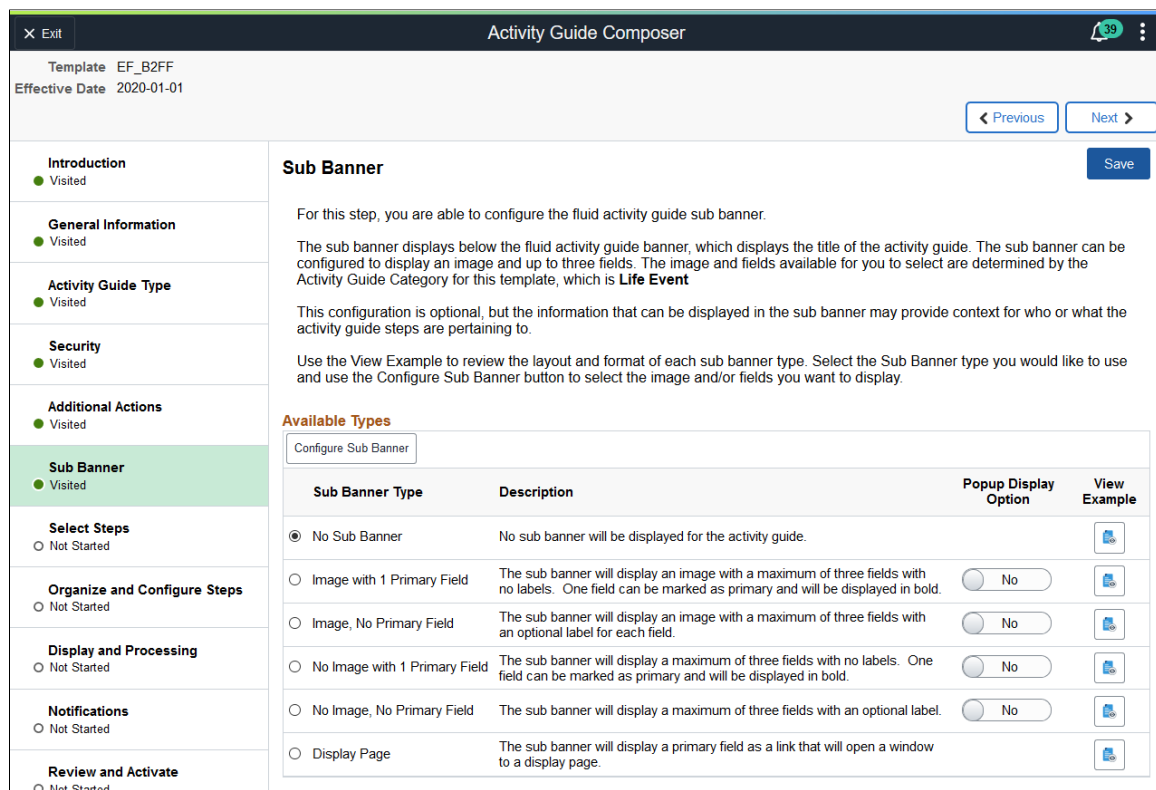 Exit
Activity Guide Composer
39
Template EF_B2FF
Effective Date 2020-01-01
Previous
Next
Introduction
Visited
General Information
Visited
Activity Guide Type
Visited
Security
Visited
Additional Actions
Visited
Sub Banner
Visited
Select Steps
Not Started
Organize and Configure Steps
Not Started
Display and Processing
Not Started
Notifications
Not Started
Review and Activate
Not Started
Sub Banner
Save
For this step, you are able to configure the fluid activity guide sub banner.
The sub banner displays below the fluid activity guide banner, which displays the title of the activity guide. The sub banner can be
configured to display an image and up to three fields. The image and fields available for you to select are determined by the
Activity Guide Category for this template, which is Life Event
This configuration is optional, but the information that can be displayed in the sub banner may provide context for who or what the
activity guide steps are pertaining to.
Use the View Example to review the layout and format of each sub banner type. Select the Sub Banner type you would like to use
and use the Configure Sub Banner button to select the image and/or fields you want to display.
Available Types
Configure Sub Banner
Sub Banner Type
Description
Popup Display
Option
View
Example
No Sub Banner
No sub banner will be displayed for the activity guide.
Image with 1 Primary Field
The sub banner will display an image with a maximum of three fields with
no labels. One field can be marked as primary and will be displayed in bold.
No
Image, No Primary Field
The sub banner will display an image with a maximum of three fields with
an optional label for each field.
No
No Image with 1 Primary Field
The sub banner will display a maximum of three fields with no labels. One
field can be marked as primary and will be displayed in bold.
No
No Image, No Primary Field
The sub banner will display a maximum of three fields with an optional label.
No
Display Page
The sub banner will display a primary field as a link that will open a window
to a display page.